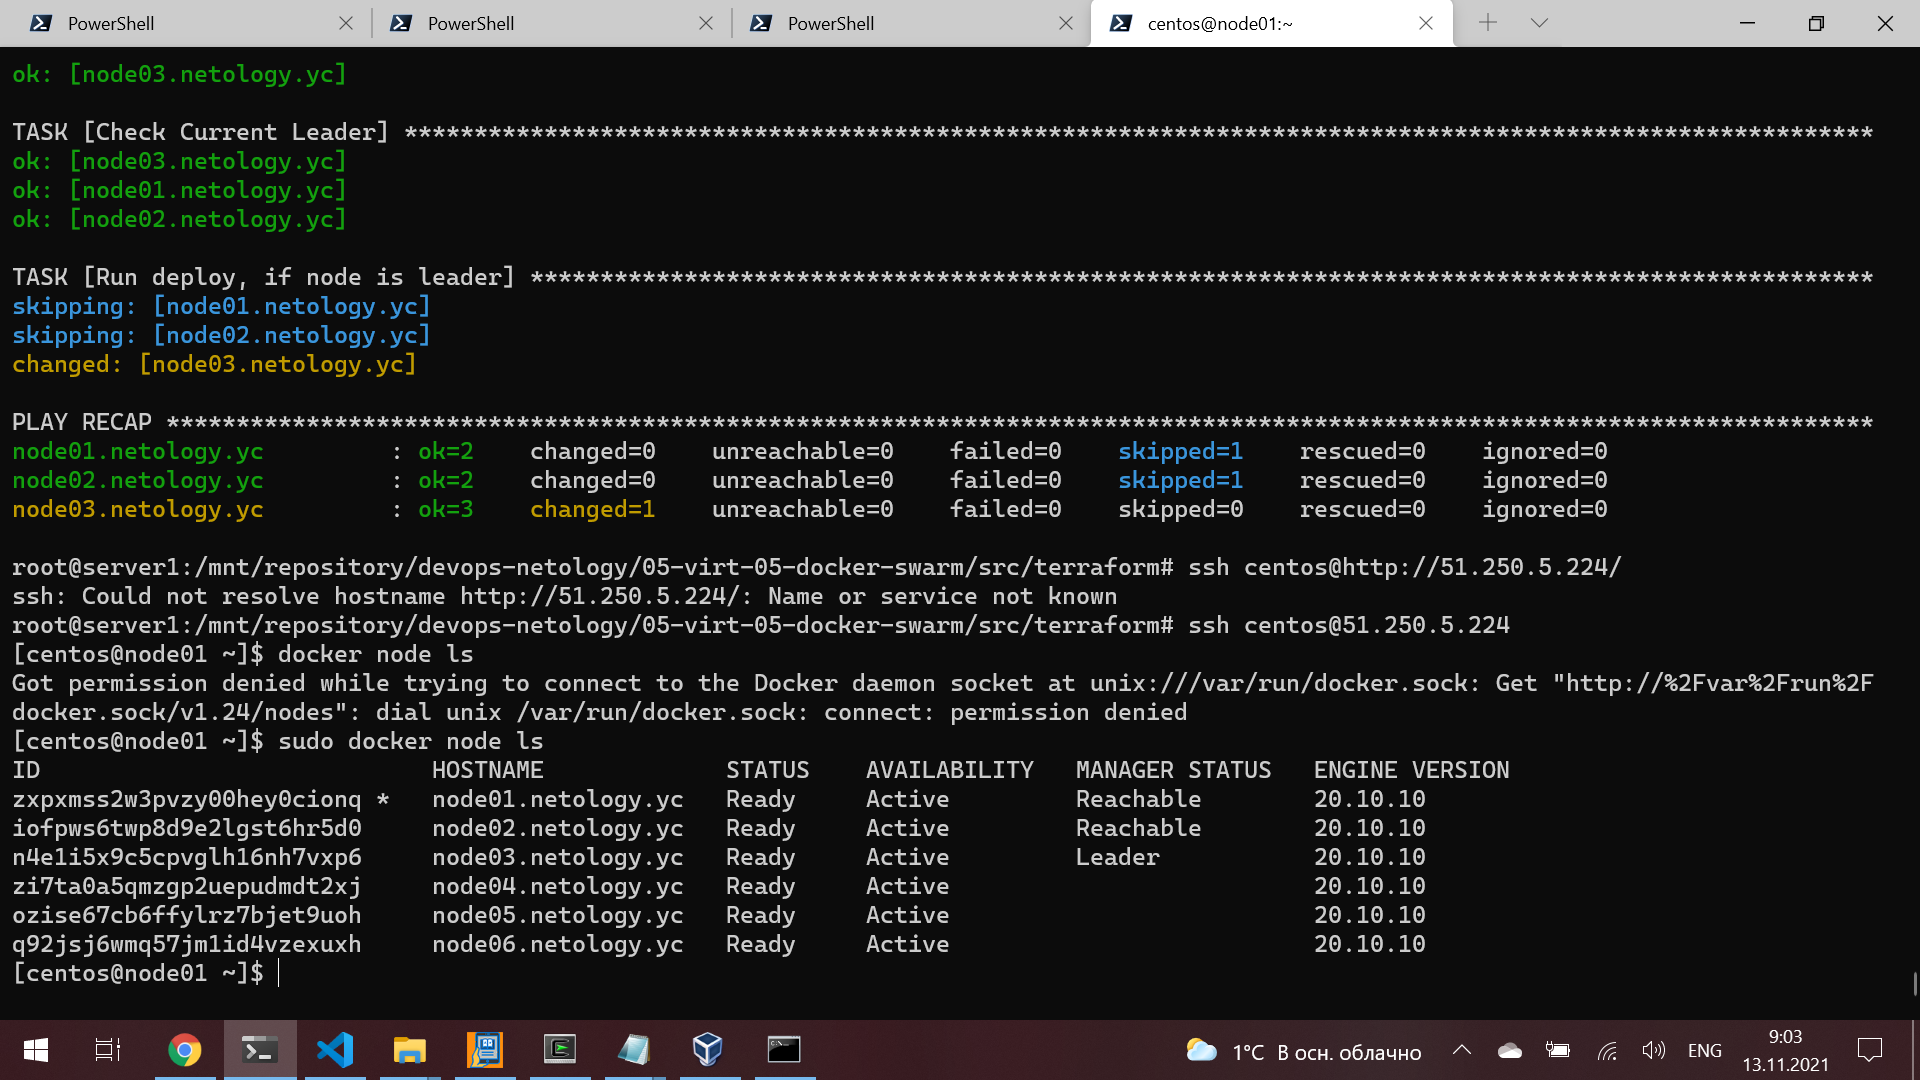 PowerShell
PowerShell
PowerShell
centos@node01:~
ok: [node03.netology.yc]
TASK [Check Current Leader] *********************************************************************************************************
ok: [node03.netology.yc]
ok: [node01.netology.yc]
ok: [node02.netology.yc]
TASK [Run deploy, if node is leader] ************************************************************************************************
skipping: [node01.netology.yc]
skipping: [node02.netology.yc]
changed: [node03.netology.yc]
PLAY RECAP **************************************************************************************************************************
node01.netology.yc         : ok=2    changed=0    unreachable=0    failed=0    skipped=1    rescued=0    ignored=0
node02.netology.yc         : ok=2    changed=0    unreachable=0    failed=0    skipped=1    rescued=0    ignored=0
node03.netology.yc         : ok=3    changed=1    unreachable=0    failed=0    skipped=0    rescued=0    ignored=0
root@server1:/mnt/repository/devops-netology/05-virt-05-docker-swarm/src/terraform# ssh centos@http://51.250.5.224/
ssh: Could not resolve hostname http://51.250.5.224/: Name or service not known
root@server1:/mnt/repository/devops-netology/05-virt-05-docker-swarm/src/terraform# ssh centos@51.250.5.224
[centos@node01 ~]$ docker node ls
Got permission denied while trying to connect to the Docker daemon socket at unix:///var/run/docker.sock: Get "http://%2Fvar%2Frun%2F
docker.sock/v1.24/nodes": dial unix /var/run/docker.sock: connect: permission denied
[centos@node01 ~]$ sudo docker node ls
ID                            HOSTNAME             STATUS    AVAILABILITY   MANAGER STATUS   ENGINE VERSION
zxpxmss2w3pvzy00hey0cionq *   node01.netology.yc   Ready     Active         Reachable        20.10.10
iofpws6twp8d9e2lgst6hr5d0     node02.netology.yc   Ready     Active         Reachable        20.10.10
n4e1i5x9c5cpvglh16nh7vxp6     node03.netology.yc   Ready     Active         Leader           20.10.10
zi7ta0a5qmzgp2uepudmdt2xj     node04.netology.yc   Ready     Active                          20.10.10
ozise67cb6ffylrz7bjet9uoh     node05.netology.yc   Ready     Active                          20.10.10
q92jsj6wmq57jm1id4vzexuxh     node06.netology.yc   Ready     Active                          20.10.10
[centos@node01 ~]$
1°C В осн. облачно
ENG
9:03
13.11.2021